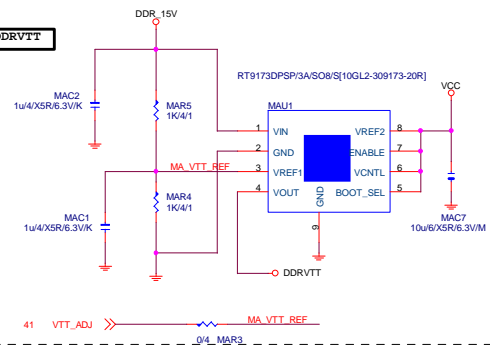 DDR_15V
DDRVTT
RT9173DPSP/3A/SO8/S[10GL2-309173-20R]
MAC2
1u/4/X5R/6.3V/K
MAR5
1K/4/1
MAU1
VCC
1 VIN VREF2 8
2 GND ENABLE 7
MA_VTT_REF 3 VREF1 VCNTL 6
4 VOUT BOOT_SEL 5
GND
9
MAR4
1K/4/1
MAC1
1u/4/X5R/6.3V/K
MAC7
10u/6/X5R/6.3V/M
DDRVTT
41 VTT_ADJ MA_VTT_REF
0/4 MAR3